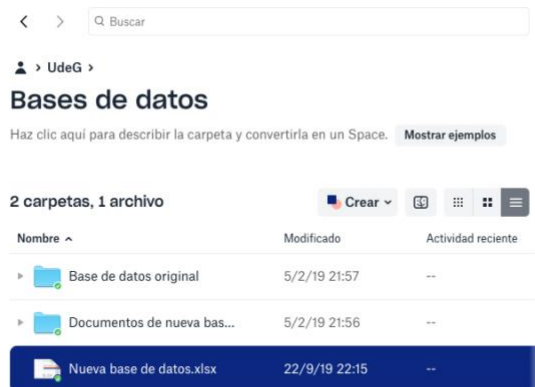 Buscar
UdeG
Bases de datos
Haz clic aquí para describir la carpeta y convertirla en un Space. Mostrar ejemplos
2 carpetas, 1 archivo Crear
Nombre Modificado Actividad reciente
Base de datos original 5/2/19 21:57 --
Documentos de nueva bas... 5/2/19 21:56 --
Nueva base de datos.xlsx 22/9/19 22:15 --